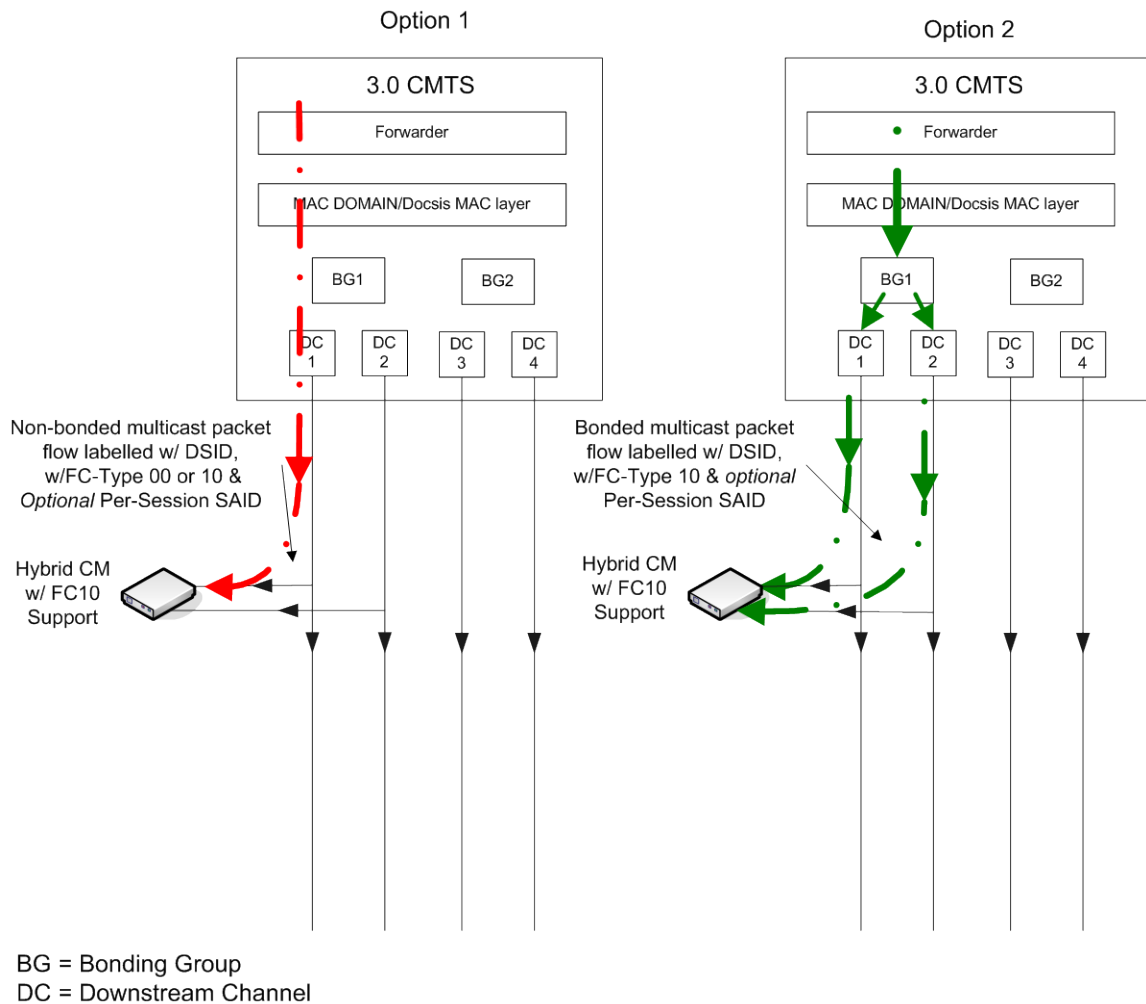 Option 1
3.0 CMTS
Forwarder
MAC DOMAIN/Docsis MAC layer
BG1
BG2
DC
1
DC
2
DC
3
DC
4
Non-bonded multicast packet
flow labelled w/ DSID,
w/FC-Type 00 or 10 &
Optional Per-Session SAID
Hybrid CM
w/ FC10
Support
Option 2
3.0 CMTS
Forwarder
MAC DOMAIN/Docsis MAC layer
BG1
BG2
DC
1
DC
2
DC
3
DC
4
Bonded multicast packet
flow labelled w/ DSID,
w/FC-Type 10 & optional
Per-Session SAID
Hybrid CM
w/ FC10
Support
BG = Bonding Group
DC = Downstream Channel